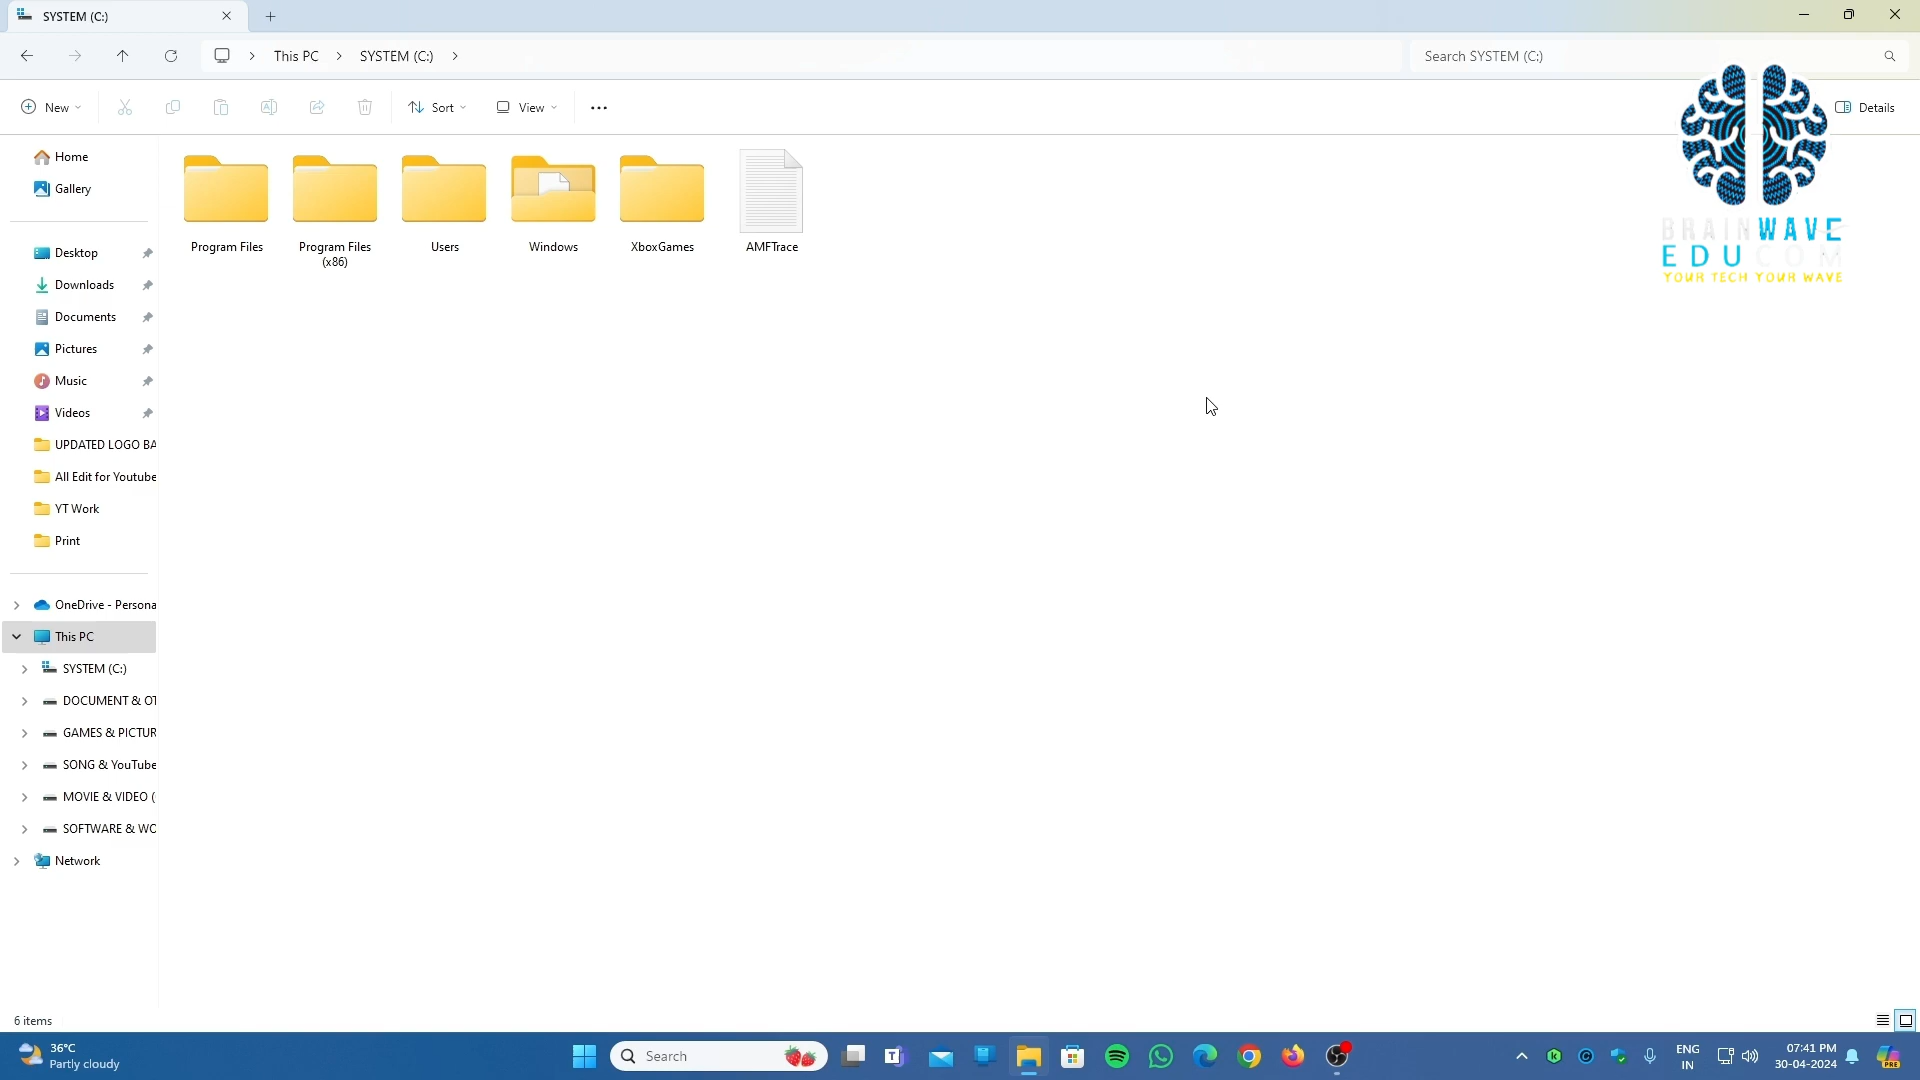 SYSTEM (C:)
This PC
SYSTEM (C:)
Search SYSTEM (C:)
New
Sort
View
Details
Home
Gallery
Desktop
Downloads
Documents
Pictures
Music
Videos
UPDATED LOGO BA
All Edit for Youtube
YT Work
Print
OneDrive - Persona
This PC
SYSTEM (C:)
DOCUMENT & OT
GAMES & PICTUR
SONG & YouTube
MOVIE & VIDEO (
SOFTWARE & WO
Network
Program Files
Program Files
(x86)
Users
Windows
XboxGames
AMFTrace
BRAINWAVE
EDUCOM
YOUR TECH YOUR WAVE
6 items
36°C
Partly cloudy
Search
ENG
IN
07:41 PM
30-04-2024
PRE